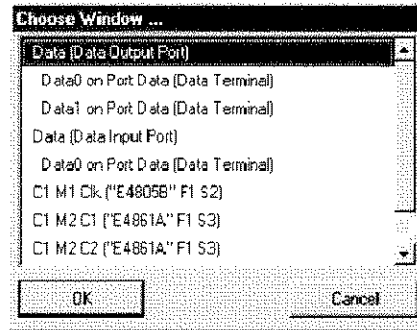 Choose Window ...
Data (Data Output Port)
Data0 on Port Data (Data Terminal)
Data1 on Port Data (Data Terminal)
Data (Data Input Port)
Data0 on Port Data (Data Terminal)
C1 M1 Clk ("E4805B" F1 S2)
C1 M2 C1 ("E4861A" F1 S3)
C1 M2 C2 ("E4861A" F1 S3)
OK
Cancel